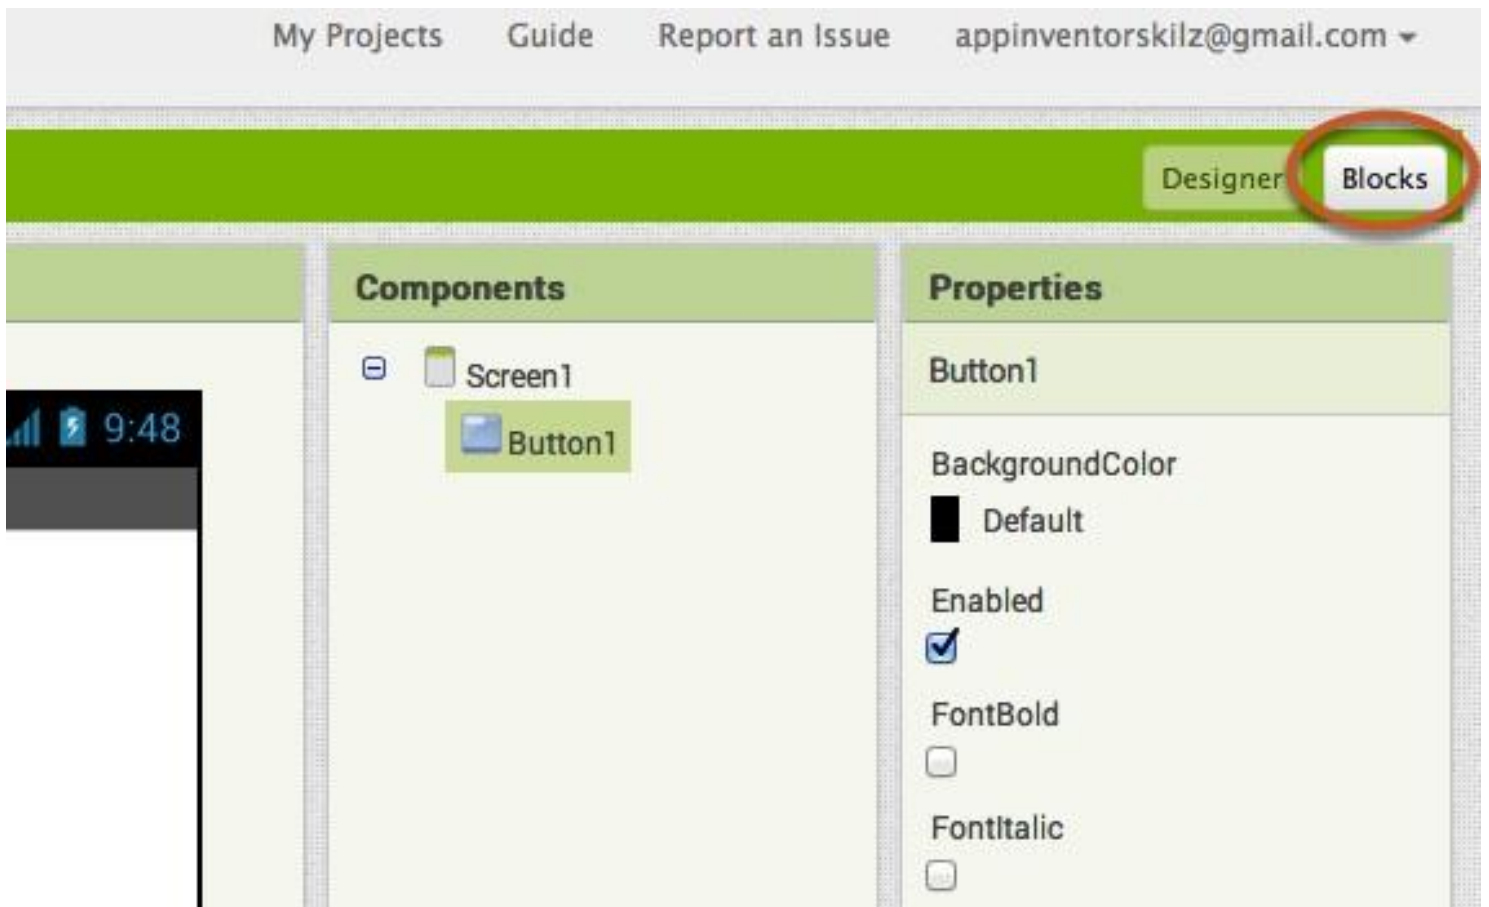 My Projects Guide Report an Issue appinventorskilz@gmail.com
Designer Blocks
Components
Screen1
Button1
9:48
Properties
Button1
BackgroundColor
Default
Enabled
FontBold
FontItalic